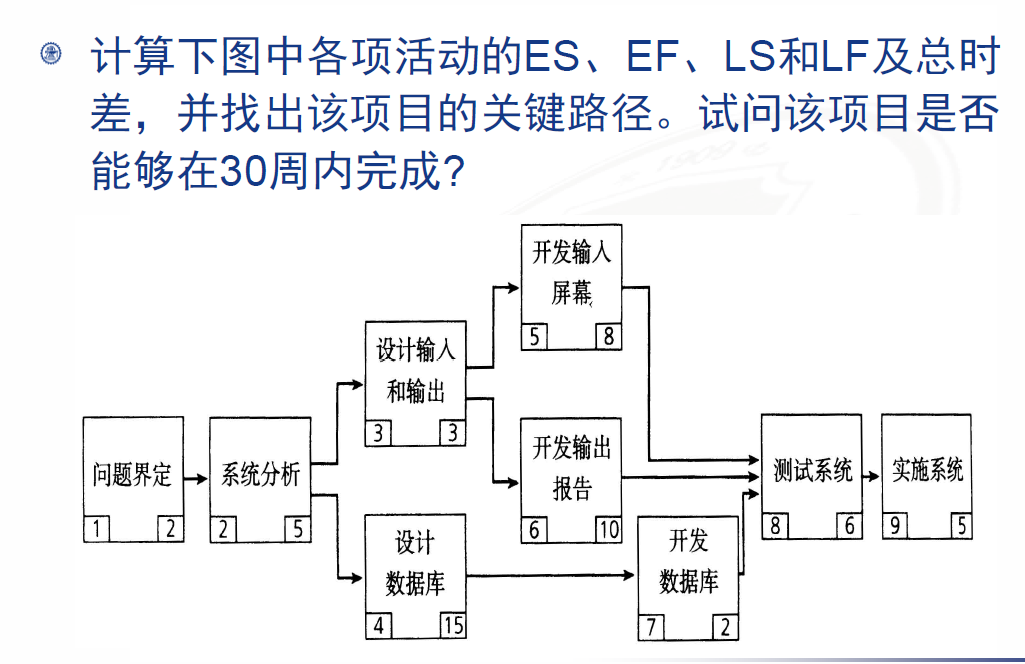 计算下图中各项活动的ES、EF、LS和LF及总时
差，并找出该项目的关键路径。试问该项目是否
能够在30周内完成?
开发输入
屏幕
5 8
设计输入
和输出
3 3
问题界定
1 2
系统分析
2 5
开发输出
报告
6 10
测试系统
8 6
实施系统
9 5
设计
数据库
4 15
开发
数据库
7 2